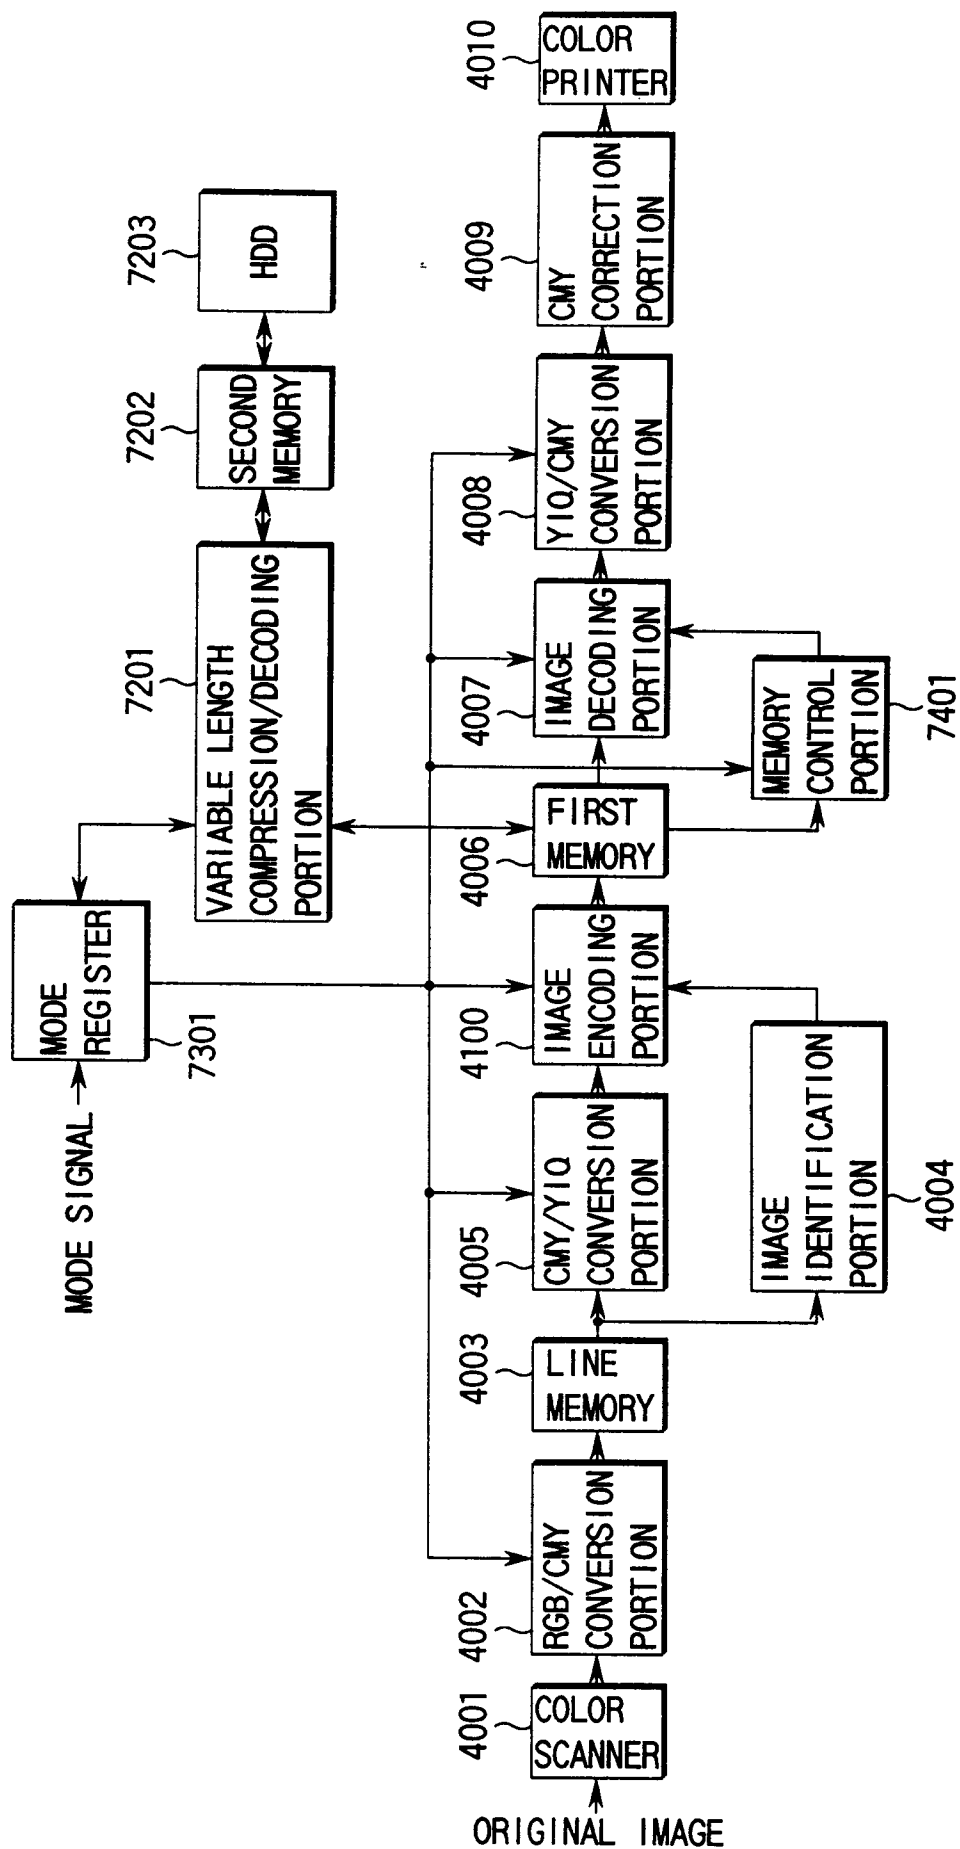 MODE SIGNAL
MODE
REGISTER
7301
VARIABLE LENGTH
COMPRESSION/DECODING
PORTION
7201
SECOND
MEMORY
7202
HDD
7203
ORIGINAL IMAGE
4001
COLOR
SCANNER
4002
RGB/CMY
CONVERSION
PORTION
4003
LINE
MEMORY
4005
CMY/YIQ
CONVERSION
PORTION
4100
IMAGE
ENCODING
PORTION
4006
FIRST
MEMORY
4007
IMAGE
DECODING
PORTION
4008
YIQ/CMY
CONVERSION
PORTION
4009
CMY
CORRECTION
PORTION
4010
COLOR
PRINTER
IMAGE
IDENTIFICATION
PORTION
4004
MEMORY
CONTROL
PORTION
7401